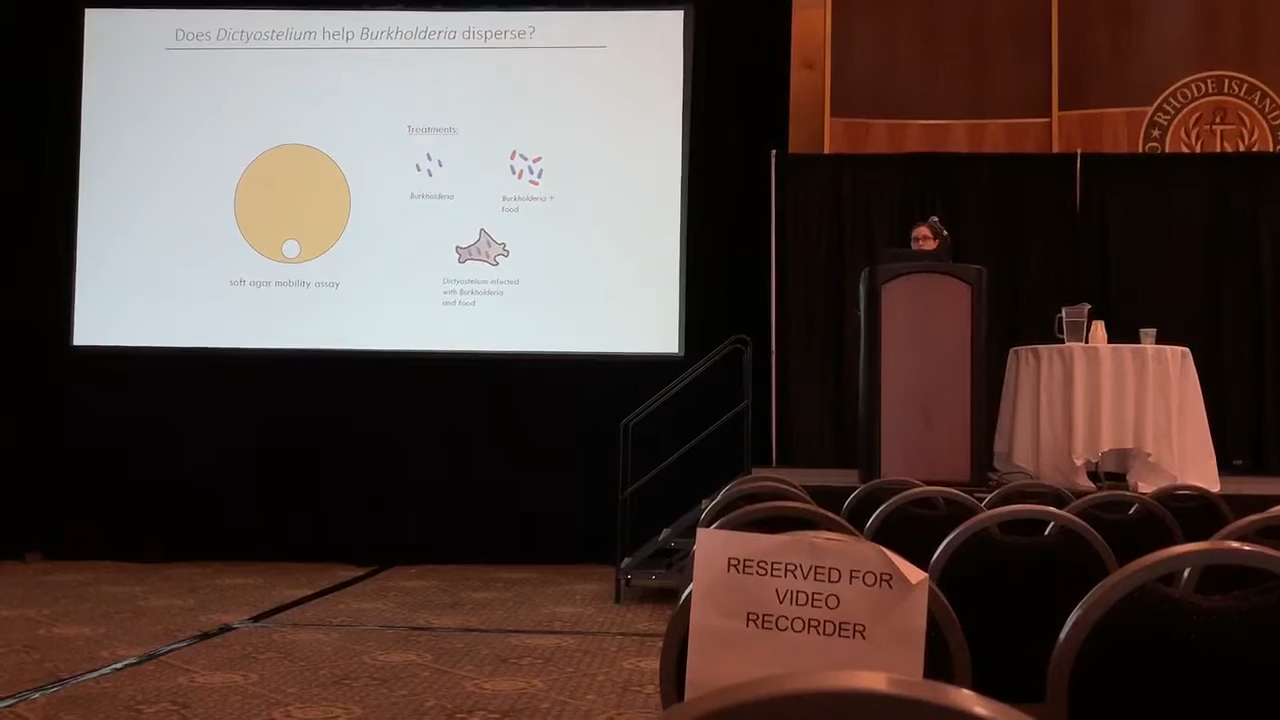 Does Dictyostelium help Burkholderia disperse?
Treatments:
Burkholderia
Burkholderia +
food
Dictyostelium infected
with Burkholderia
and food
soft agar mobility assay
RHODE ISLAND
RESERVED FOR
VIDEO
RECORDER